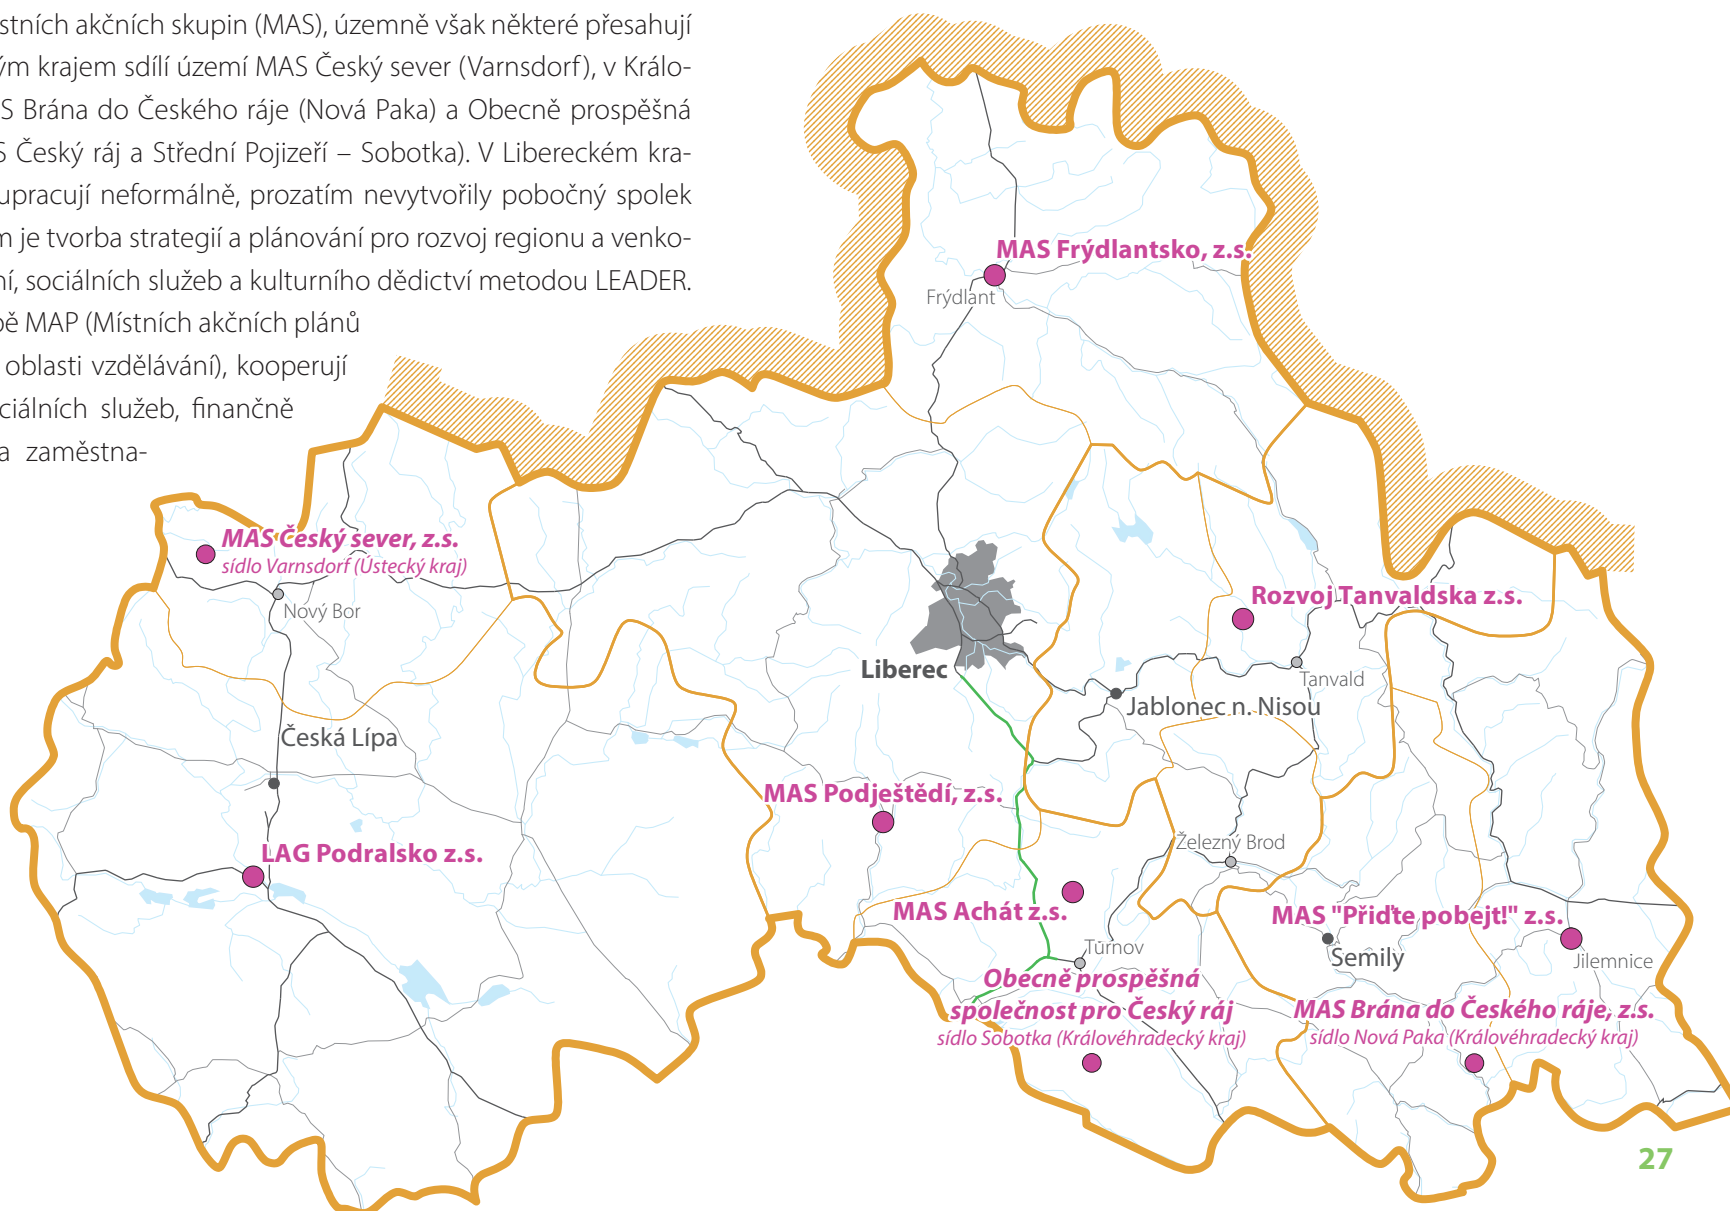 stních akčních skupin (MAS), územně však některé přesahují
ým krajem sdílí území MAS Český sever (Varnsdorf), v Králo-
S Brána do Českého ráje (Nová Paka) a Obecně prospěšná
S Český ráj a Střední Pojizeří – Sobotka). V Libereckém kra-
upracují neformálně, prozatím nevytvořily pobočný spolek
m je tvorba strategií a plánování pro rozvoj regionu a venko-
ní, sociálních služeb a kulturního dědictví metodou LEADER.
bě MAP (Místních akčních plánů
oblasti vzdělávání), kooperují
ciálních služeb, finančně
a zaměstna-
MAS Frýdlantsko, z.s.
Frýdlant
MAS Český sever, z.s.
sídlo Varnsdorf (Ústecký kraj)
Nový Bor
Rozvoj Tanvaldska z.s.
Liberec
Tanvald
Jablonec n. Nisou
Česká Lípa
MAS Podještědí, z.s.
Železný Brod
LAG Podralsko z.s.
MAS Achát z.s.
MAS "Přiďte pobejt!" z.s.
Turnov
Semily
Jilemnice
Obecně prospěšná
společnost pro Český ráj
sídlo Sobotka (Královéhradecký kraj)
MAS Brána do Českého ráje, z.s.
sídlo Nová Paka (Královéhradecký kraj)
27